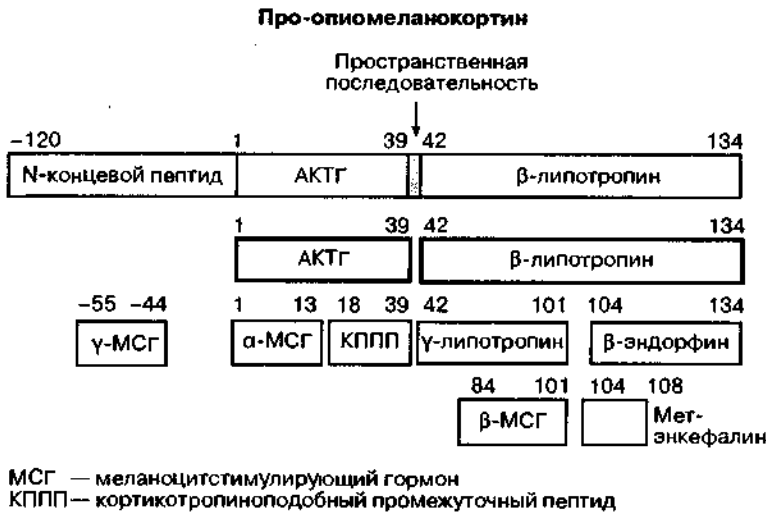 Про-опиомеланокортин
Пространственная
последовательность
–120 1 39 42 134
N-концевой пептид АКТГ β-липотропин
1 39 42 134
АКТГ β-липотропин
–55 –44 1 13 18 39 42 101 104 134
γ-МСГ α-МСГ КППП γ-липотропин β-эндорфин
84 101 104 108
β-МСГ Мет-
энкефалин
МСГ — меланоцитстимулирующий гормон
КППП — кортикотропиноподобный промежуточный пептид